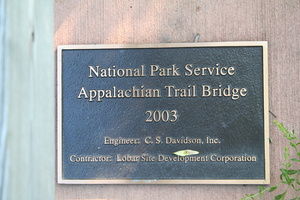 National Park Service
Appalachian Trail Bridge
2003
Engineer: C. S. Davidson, Inc.
Contractor: Lobar Site Development Corporation